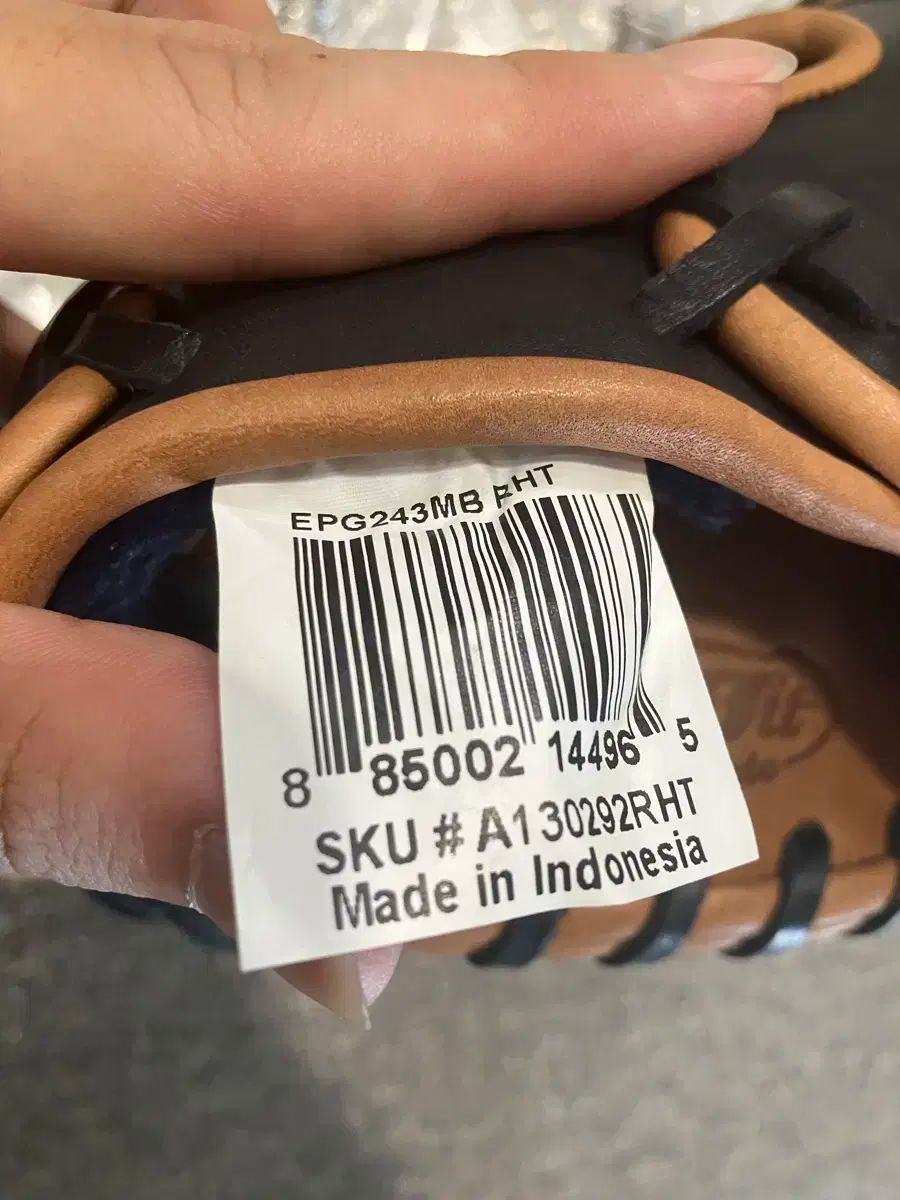 EPG243MB RHT
8 85002 14496 5
SKU # A130292RHT
Made in Indonesia